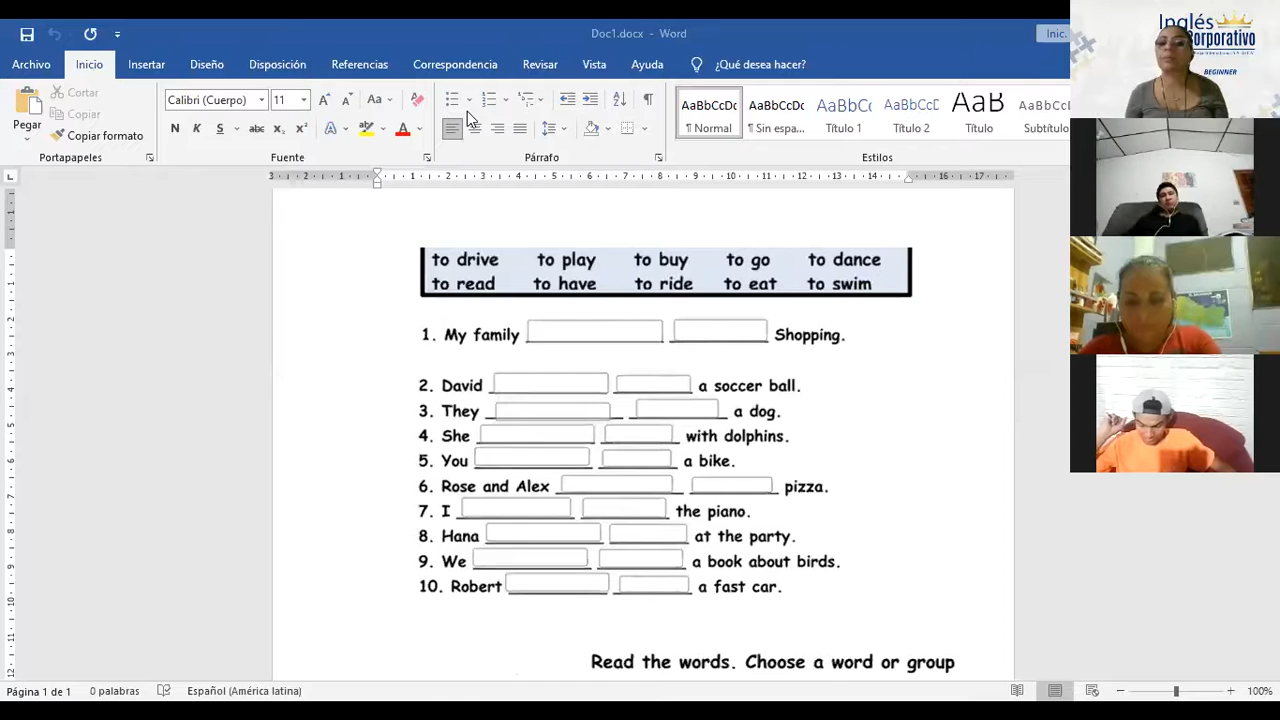 Doc1.docx - Word
Inic.
Archivo Inicio Insertar Diseño Disposición Referencias Correspondencia Revisar Vista Ayuda ¿Qué desea hacer?
Cortar
Copiar
Copiar formato
Pegar
Portapapeles
Calibri (Cuerpo) 11
Fuente
Párrafo
AaBbCcDc AaBbCcDc AaBbCcD AaBbCcD AaB AaBbCcD
¶ Normal ¶ Sin espa... Título 1 Título 2 Título Subtítulo
Estilos
Inglés
Corporativo
BEGINNER
to drive to play to buy to go to dance
to read to have to ride to eat to swim
1. My family Shopping.
2. David a soccer ball.
3. They a dog.
4. She with dolphins.
5. You a bike.
6. Rose and Alex pizza.
7. I the piano.
8. Hana at the party.
9. We a book about birds.
10. Robert a fast car.
Read the words. Choose a word or group
Página 1 de 1 0 palabras Español (América latina) 100%